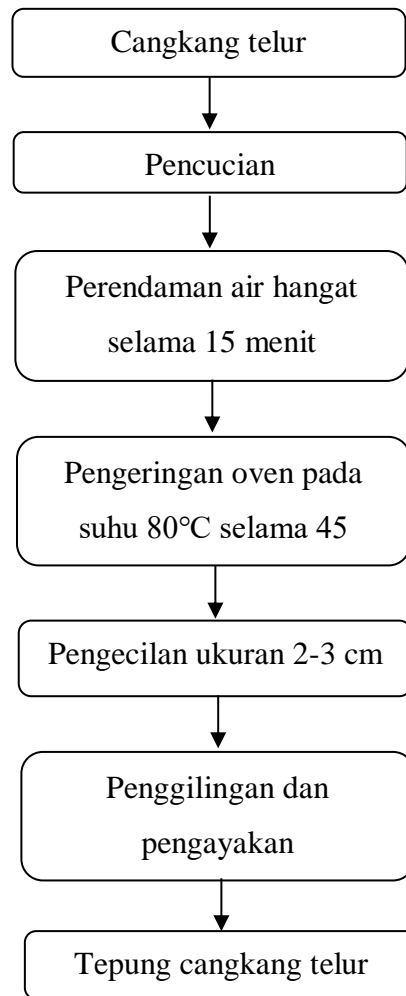 Cangkang telur
Pencucian
Perendaman air hangat
selama 15 menit
Pengeringan oven pada
suhu 80°C selama 45
Pengecilan ukuran 2-3 cm
Penggilingan dan
pengayakan
Tepung cangkang telur